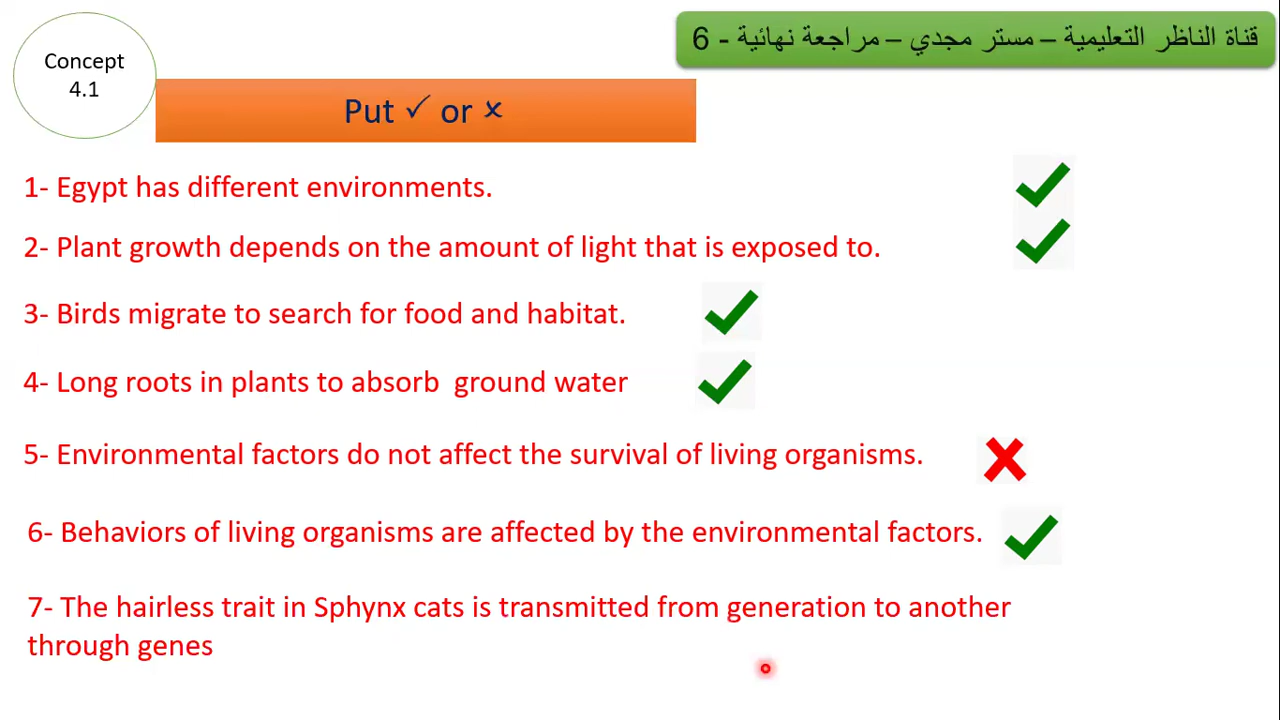 Concept
4.1
قناة الناظر التعليمية – مستر مجدي – مراجعة نهائية - 6
Put ✓ or ×
1- Egypt has different environments.
2- Plant growth depends on the amount of light that is exposed to.
3- Birds migrate to search for food and habitat.
4- Long roots in plants to absorb  ground water
5- Environmental factors do not affect the survival of living organisms.
6- Behaviors of living organisms are affected by the environmental factors.
7- The hairless trait in Sphynx cats is transmitted from generation to another
through genes